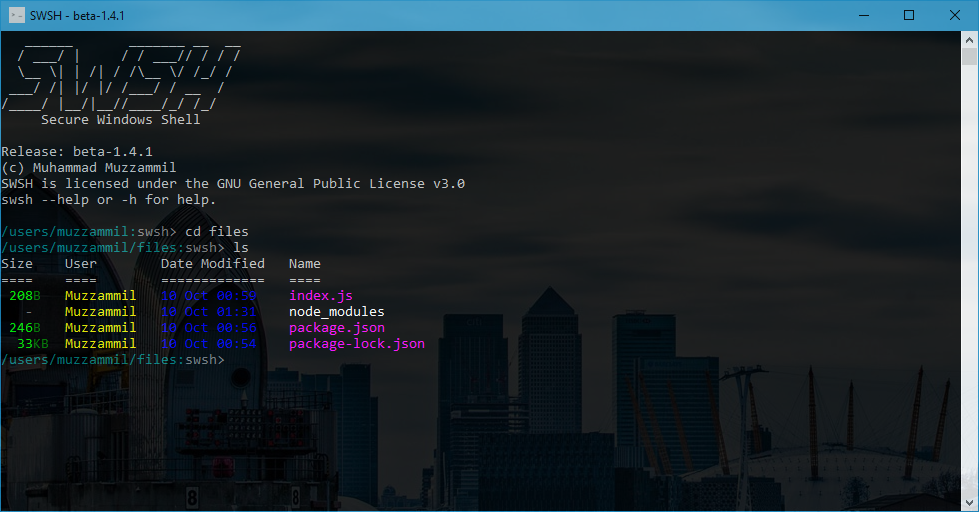 SWSH - beta-1.4.1
SWSH
Secure Windows Shell
Release: beta-1.4.1
(c) Muhammad Muzzammil
SWSH is licensed under the GNU General Public License v3.0
swsh --help or -h for help.
/users/muzzammil:swsh> cd files
/users/muzzammil/files:swsh> ls
Size User Date Modified Name
==== ==== ============= ====
208B Muzzammil 10 Oct 00:59 index.js
- Muzzammil 10 Oct 01:31 node_modules
246B Muzzammil 10 Oct 00:56 package.json
33KB Muzzammil 10 Oct 00:54 package-lock.json
/users/muzzammil/files:swsh>
8 8